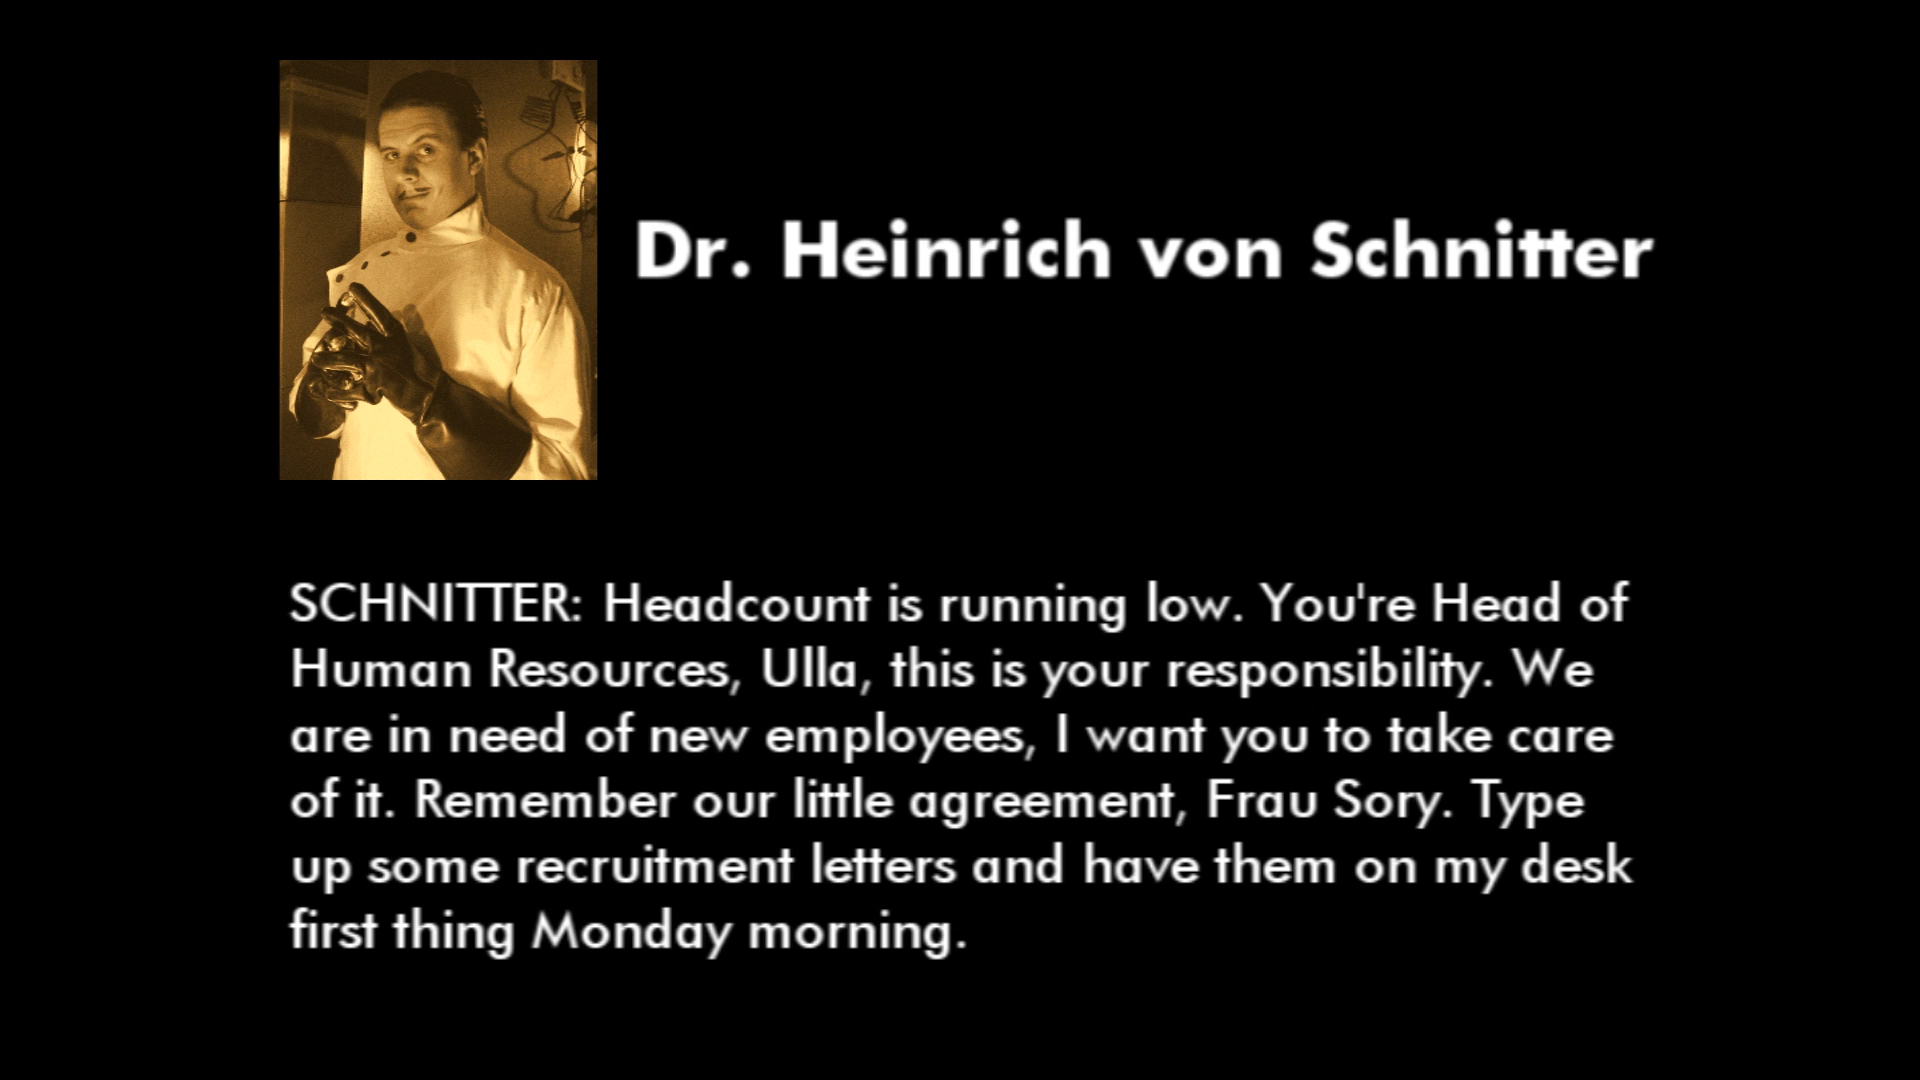 Dr. Heinrich von Schnitter
SCHNITTER: Headcount is running low. You're Head of
Human Resources, Ulla, this is your responsibility. We
are in need of new employees, I want you to take care
of it. Remember our little agreement, Frau Sory. Type
up some recruitment letters and have them on my desk
first thing Monday morning.